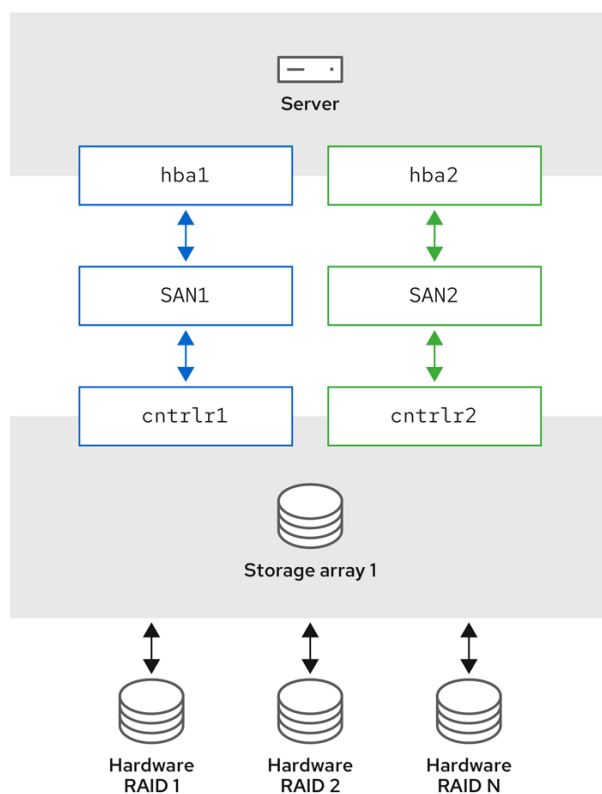 Server
hba1
hba2
SAN1
SAN2
cntrlr1
cntrlr2
Storage array 1
Hardware
RAID 1
Hardware
RAID 2
Hardware
RAID N